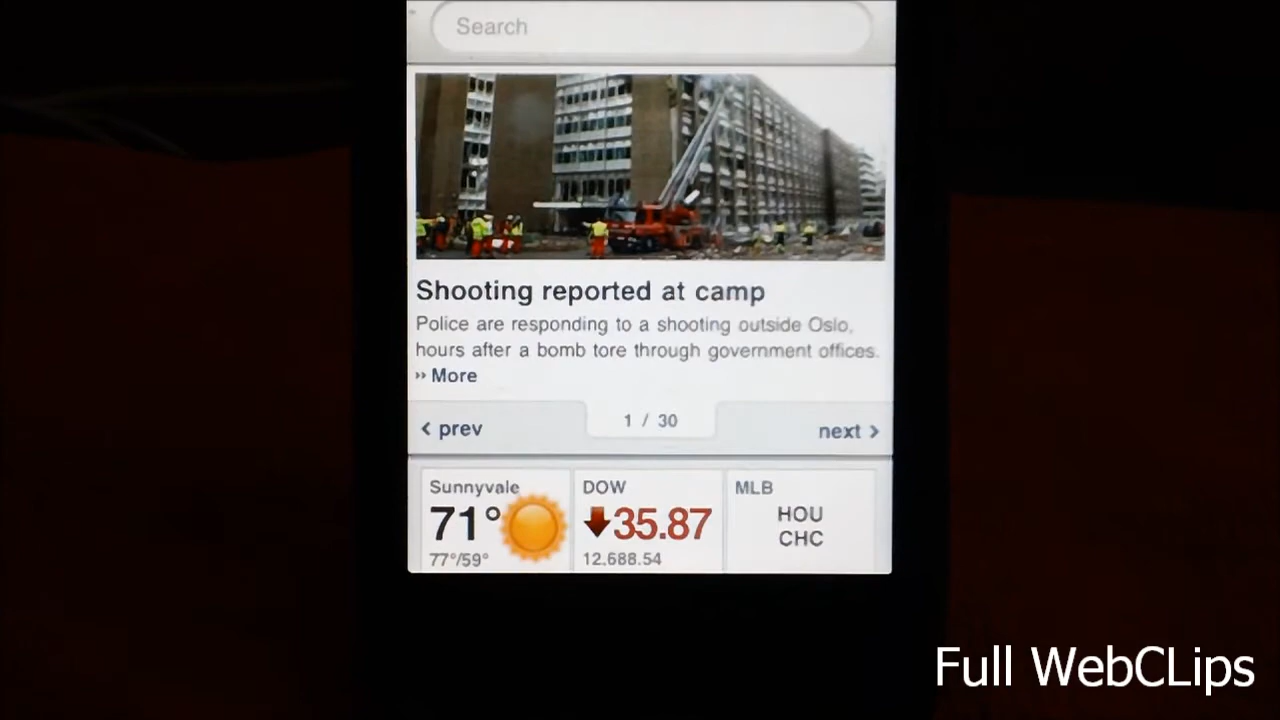 Search
Shooting reported at camp
Police are responding to a shooting outside Oslo,
hours after a bomb tore through government offices.
›› More
‹ prev
1 / 30
next ›
Sunnyvale
71°
77°/59°
DOW
35.87
12,688.54
MLB
HOU
CHC
Full WebCLips